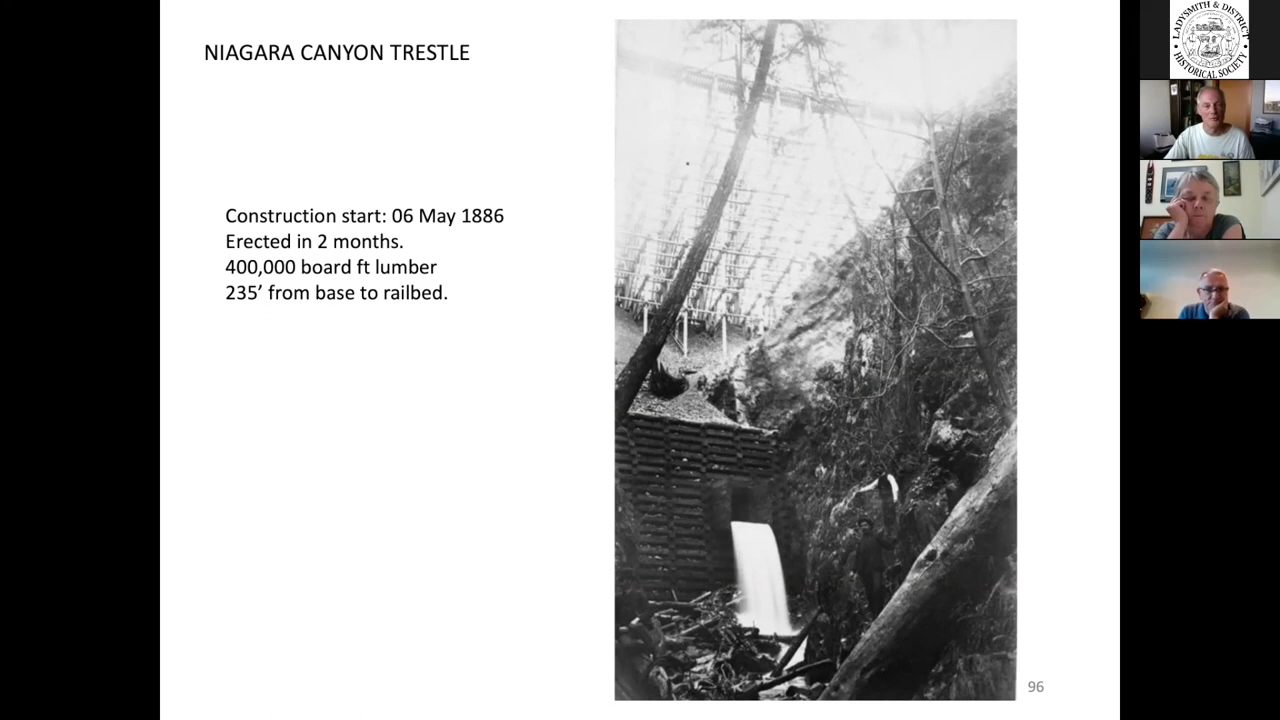 NIAGARA CANYON TRESTLE
Construction start: 06 May 1886
Erected in 2 months.
400,000 board ft lumber
235’ from base to railbed.
96
LADYSMITH & DISTRICT
HISTORICAL SOCIETY